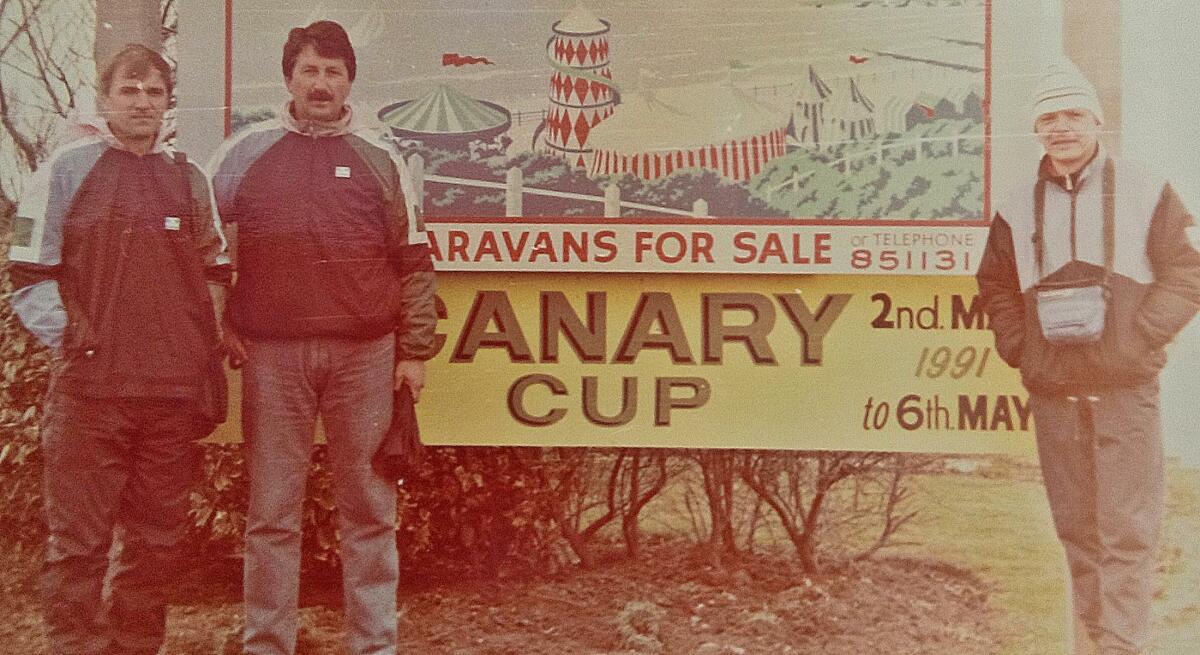 ARAVANS FOR SALE or TELEPHONE
851131
CANARY
CUP
2nd. M
1991
to 6th. MAY